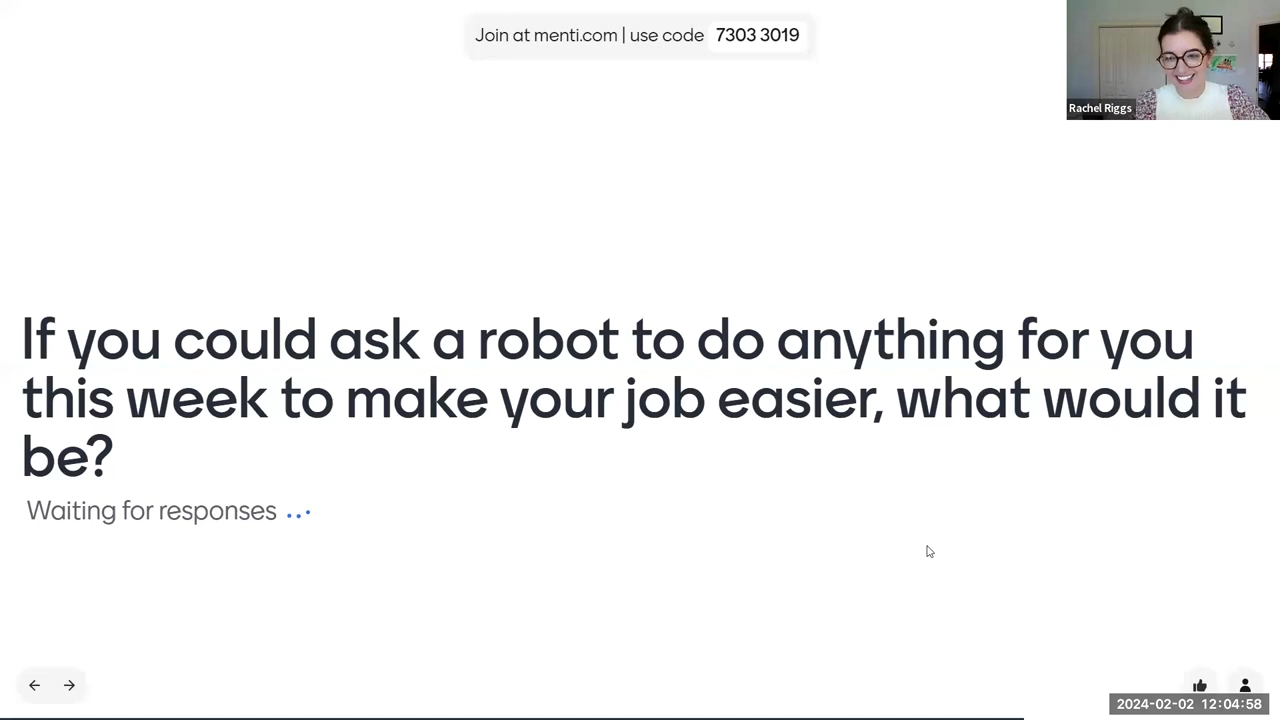 Join at menti.com | use code 7303 3019
Rachel Riggs
If you could ask a robot to do anything for you
this week to make your job easier, what would it
be?
Waiting for responses
2024-02-02 12:04:58